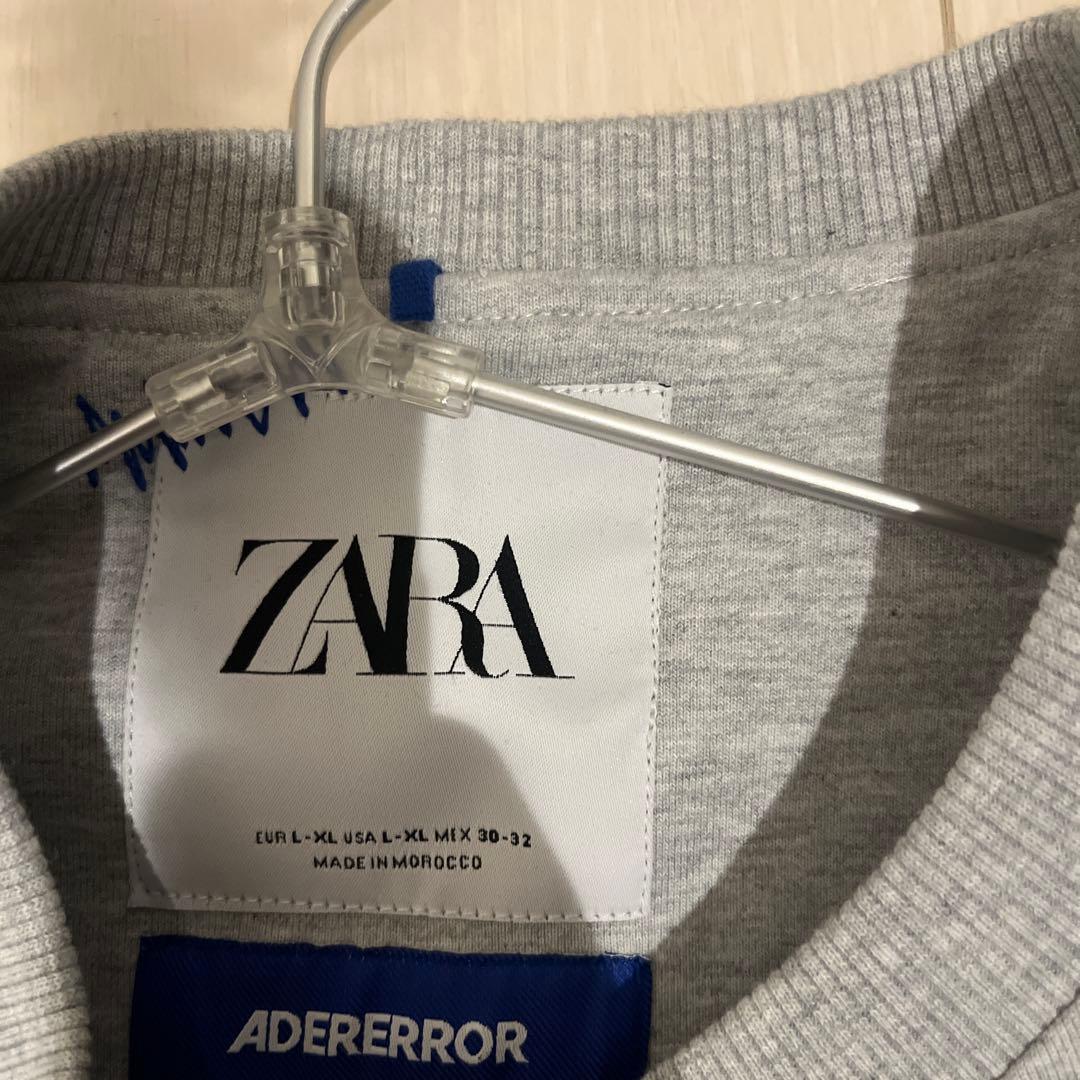 ZARA
EUR L-XL USA L-XL MEX 30-32
MADE IN MOROCCO
ADERERROR